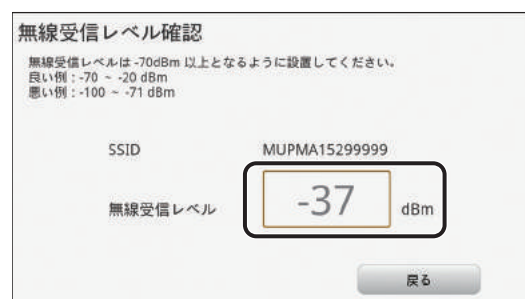 無線受信レベル確認
無線受信レベルは -70dBm 以上となるように設置してください。
良い例 : -70 ~ -20 dBm
悪い例 : -100 ~ -71 dBm
SSID MUPMA15299999
無線受信レベル -37 dBm
戻る